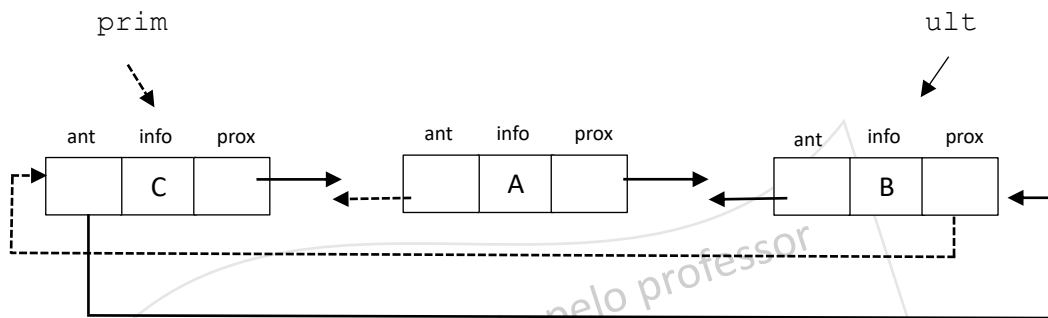 prim ult
ant info prox ant info prox ant info prox
C A B
pelo professor